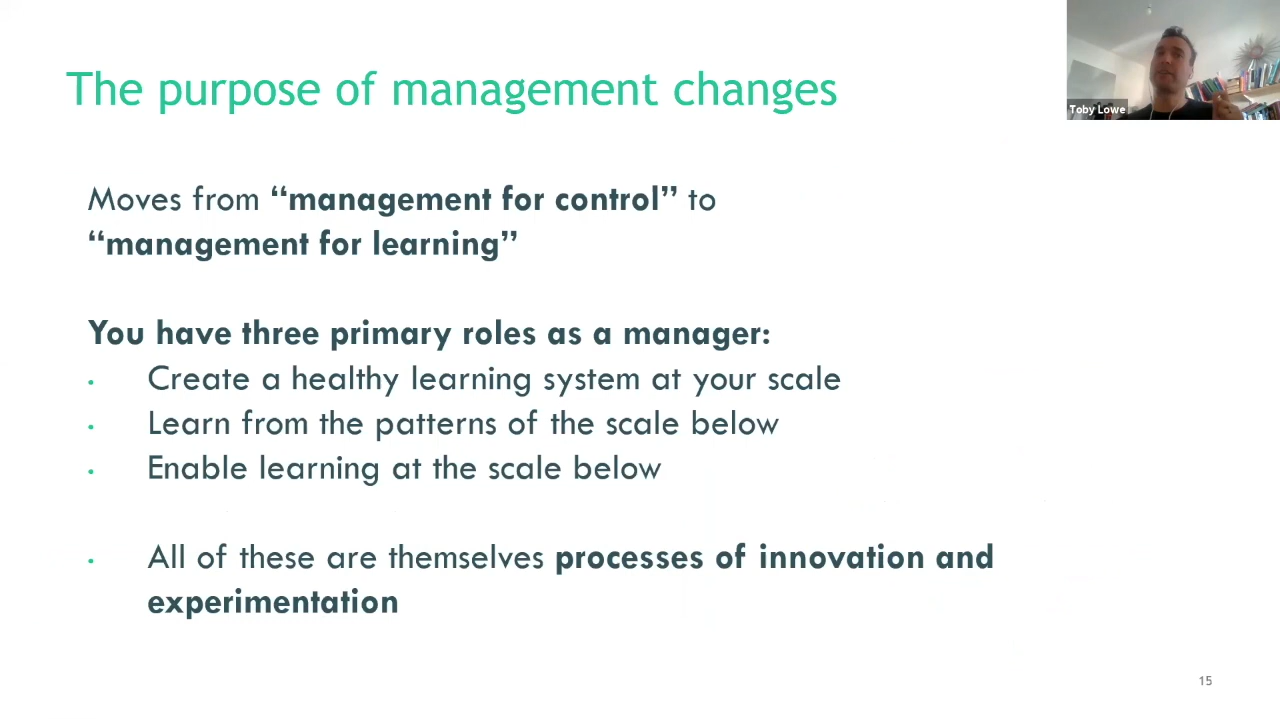 The purpose of management changes
Toby Lowe
Moves from “management for control” to
“management for learning”
You have three primary roles as a manager:
• Create a healthy learning system at your scale
• Learn from the patterns of the scale below
• Enable learning at the scale below
• All of these are themselves processes of innovation and
experimentation
15